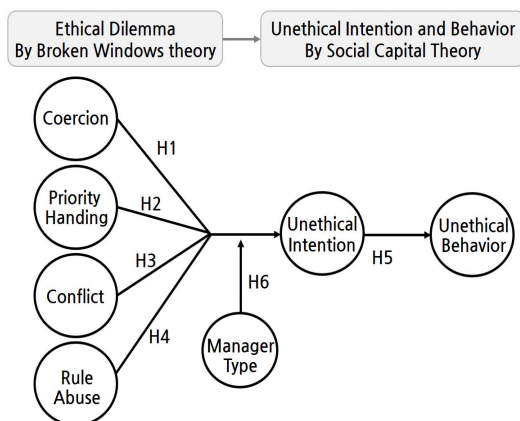 Ethical Dilemma
By Broken Windows theory
Unethical Intention and Behavior
By Social Capital Theory
Coercion
H1
Priority
Handing
H2
Conflict
H3
Rule
Abuse
H4
Unethical
Intention
H5
Unethical
Behavior
H6
Manager
Type